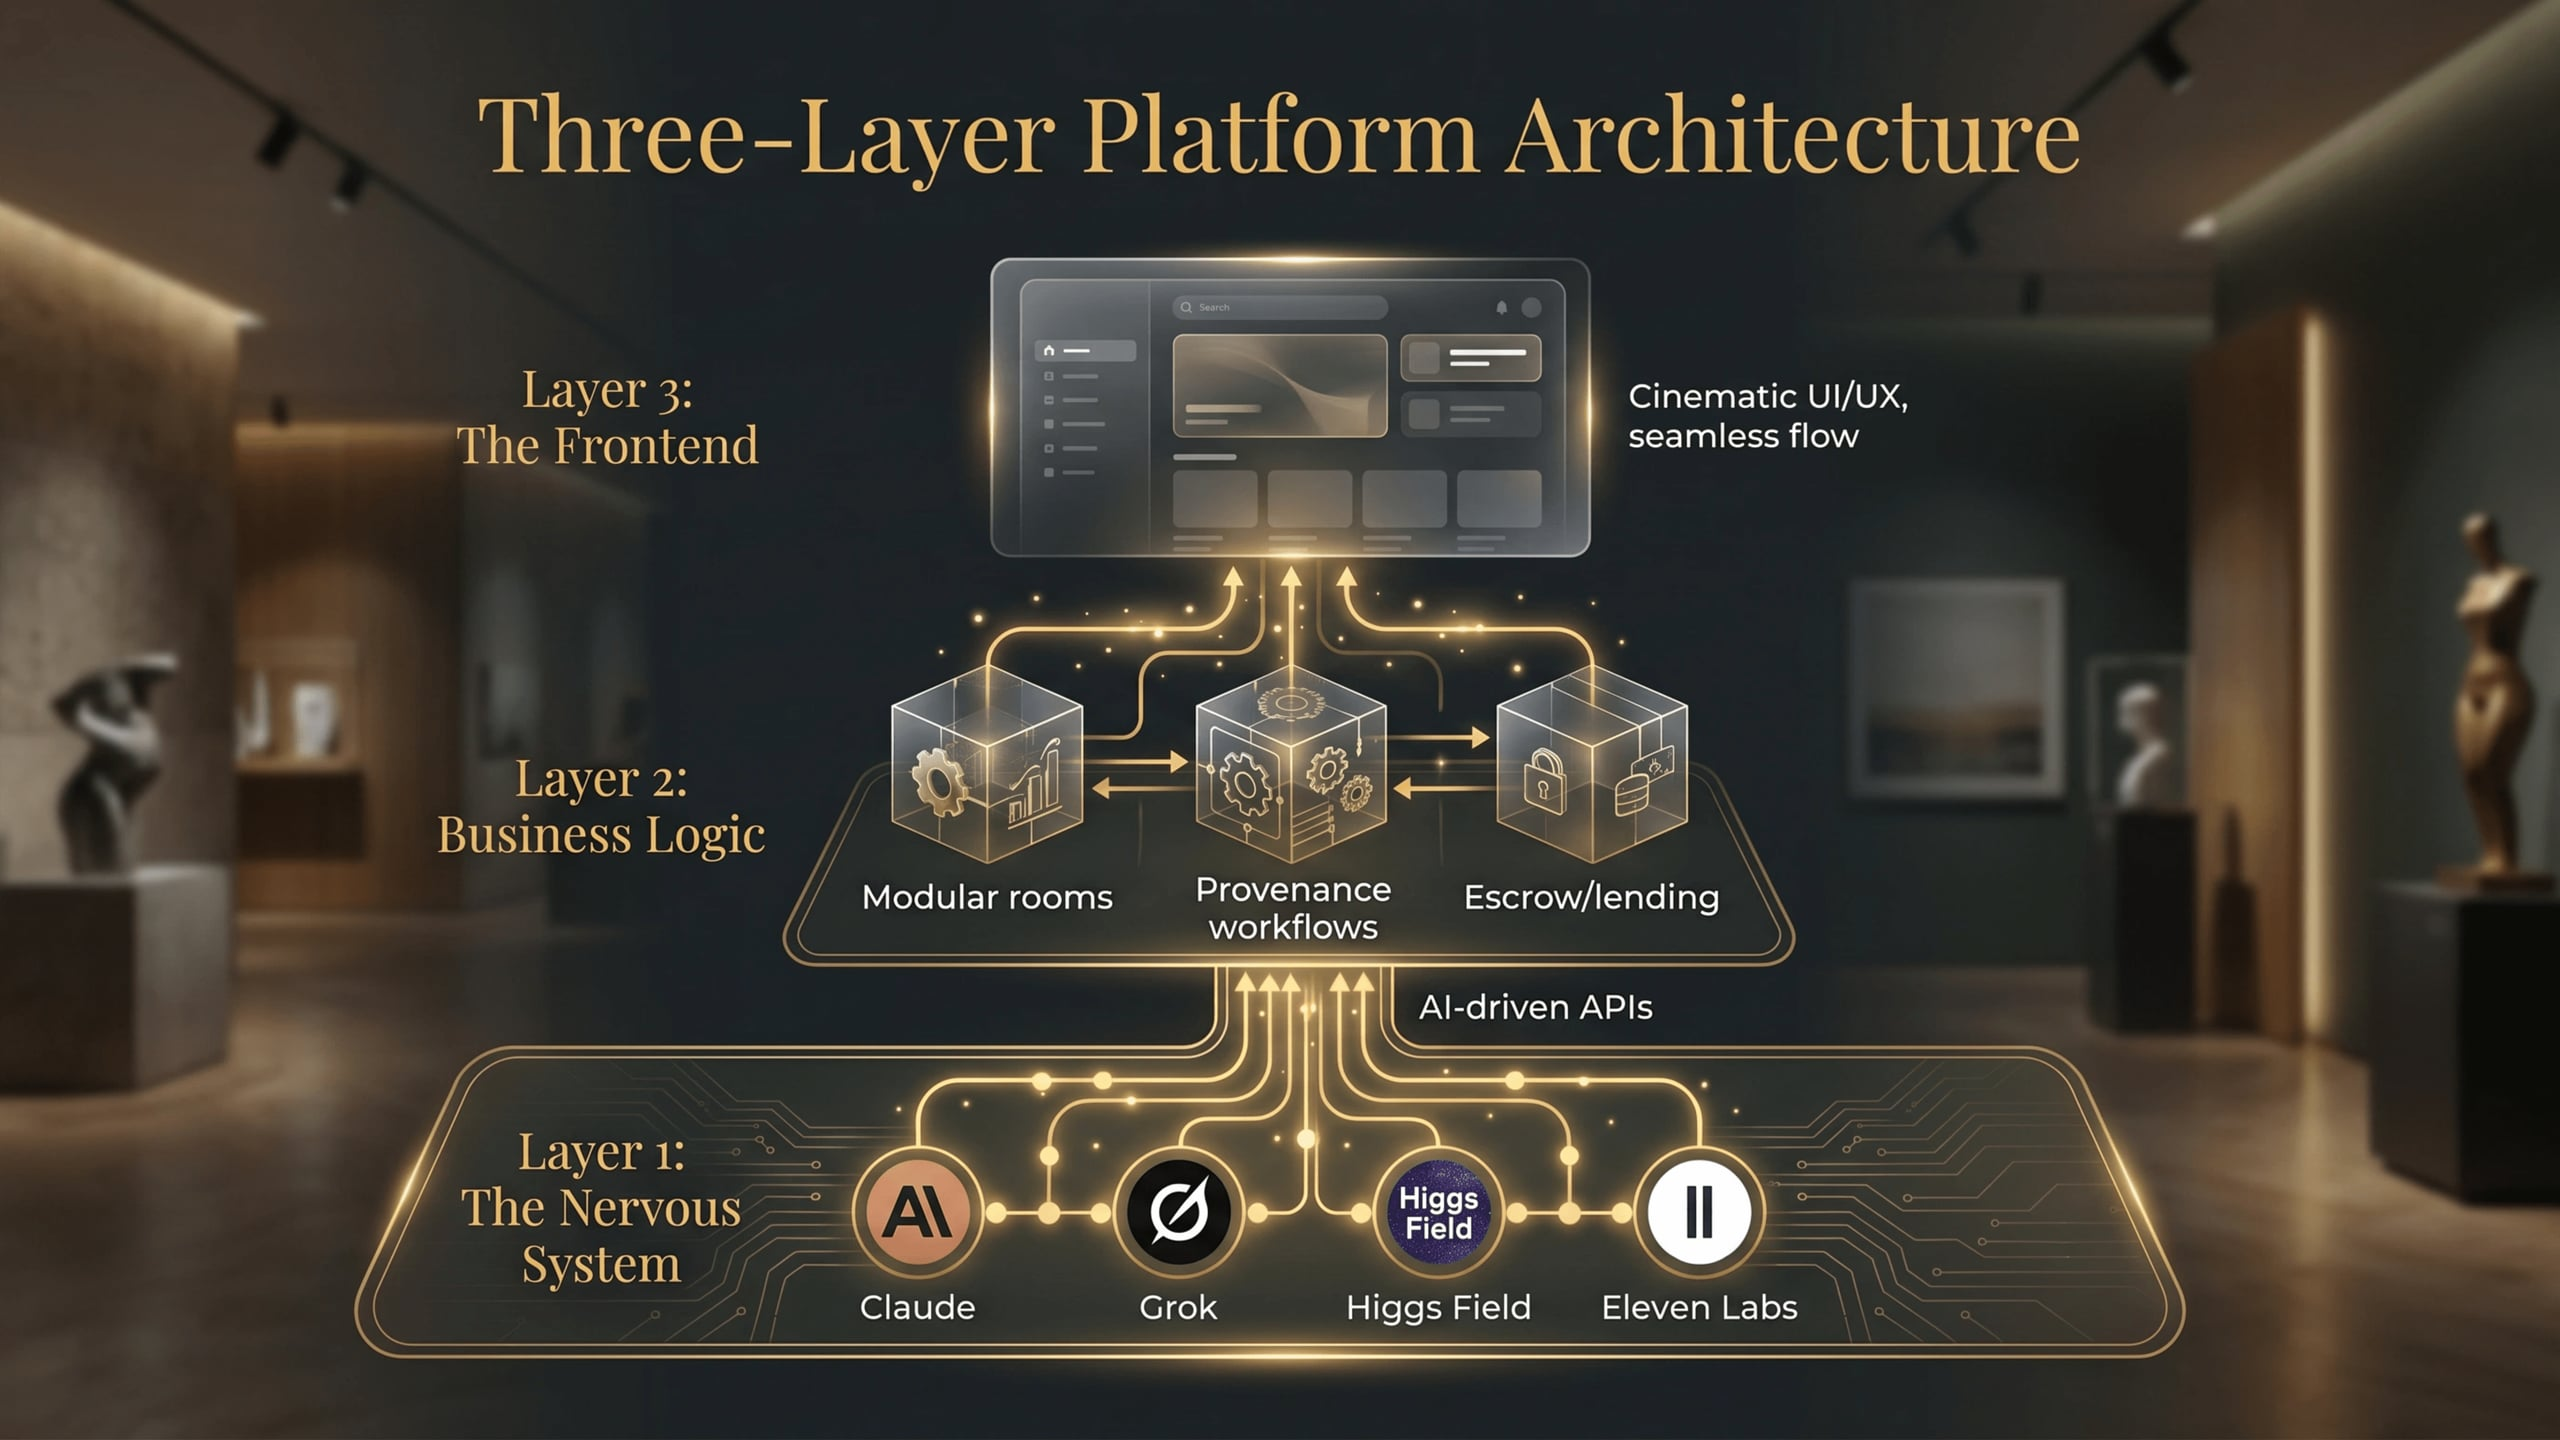 Three-Layer Platform Architecture
Search
Layer 3:
The Frontend
Cinematic UI/UX,
seamless flow
Layer 2:
Business Logic
Modular rooms
Provenance
workflows
Escrow/lending
AI-driven APIs
Layer 1:
The Nervous
System
AI
Higgs
Field
Claude
Grok
Higgs Field
Eleven Labs